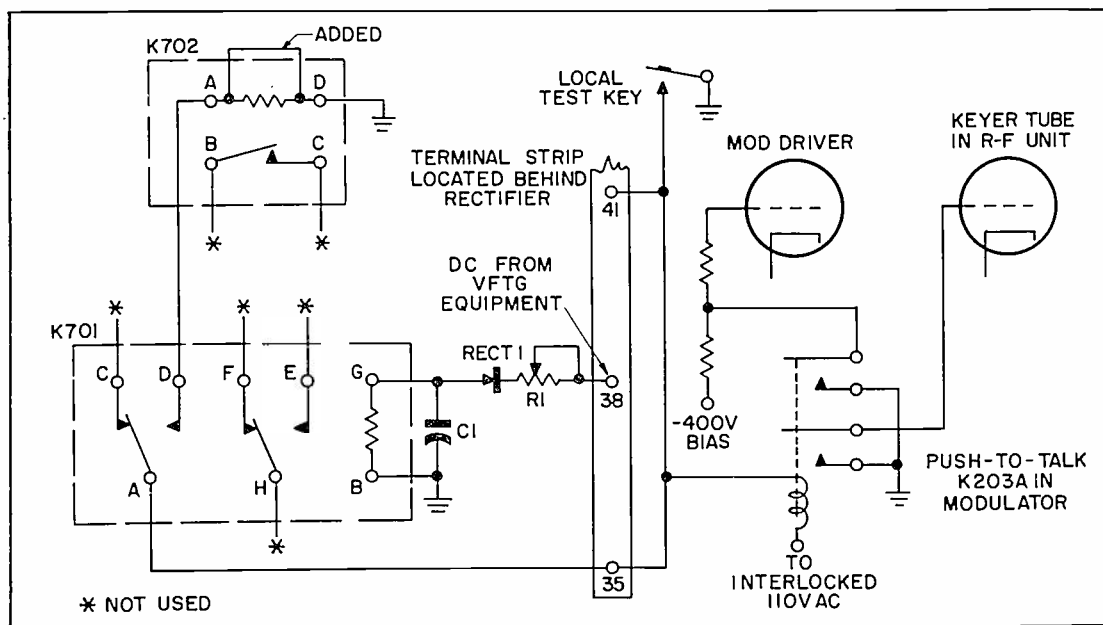 ADDED
K702
A
D
B
C
*
*
LOCAL
TEST KEY
TERMINAL STRIP
LOCATED BEHIND
RECTIFIER
41
MOD DRIVER
KEYER TUBE
IN R-F UNIT
DC FROM
VFTG
EQUIPMENT
*
*
*
K701
C
D
F
E
G
RECT 1
R1
38
-400V
BIAS
C1
A
H
B
*
PUSH-TO-TALK
K203A IN
MODULATOR
35
TO
INTERLOCKED
110VAC
* NOT USED